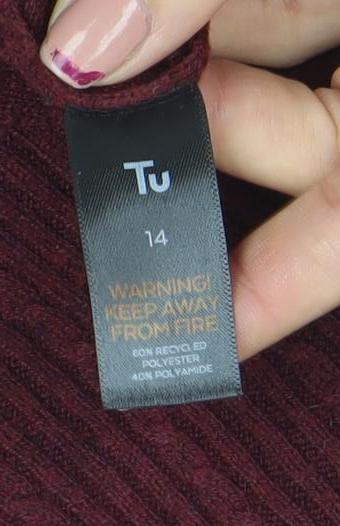 Tu
14
WARNING!
KEEP AWAY
FROM FIRE
60% RECYCLED
POLYESTER
40% POLYAMIDE